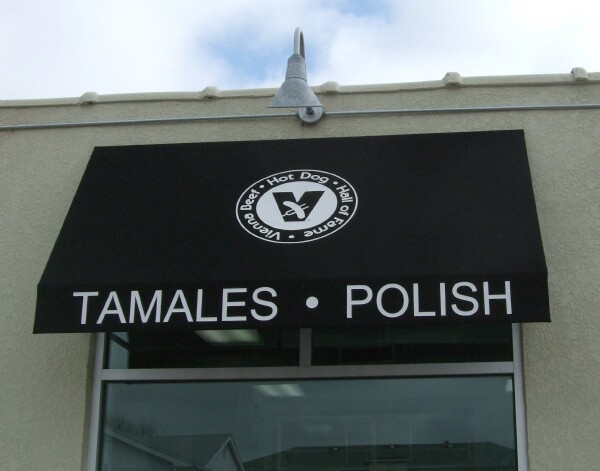 Vienna Beef • Hot Dog • Hall of Fame •
V
TAMALES • POLISH